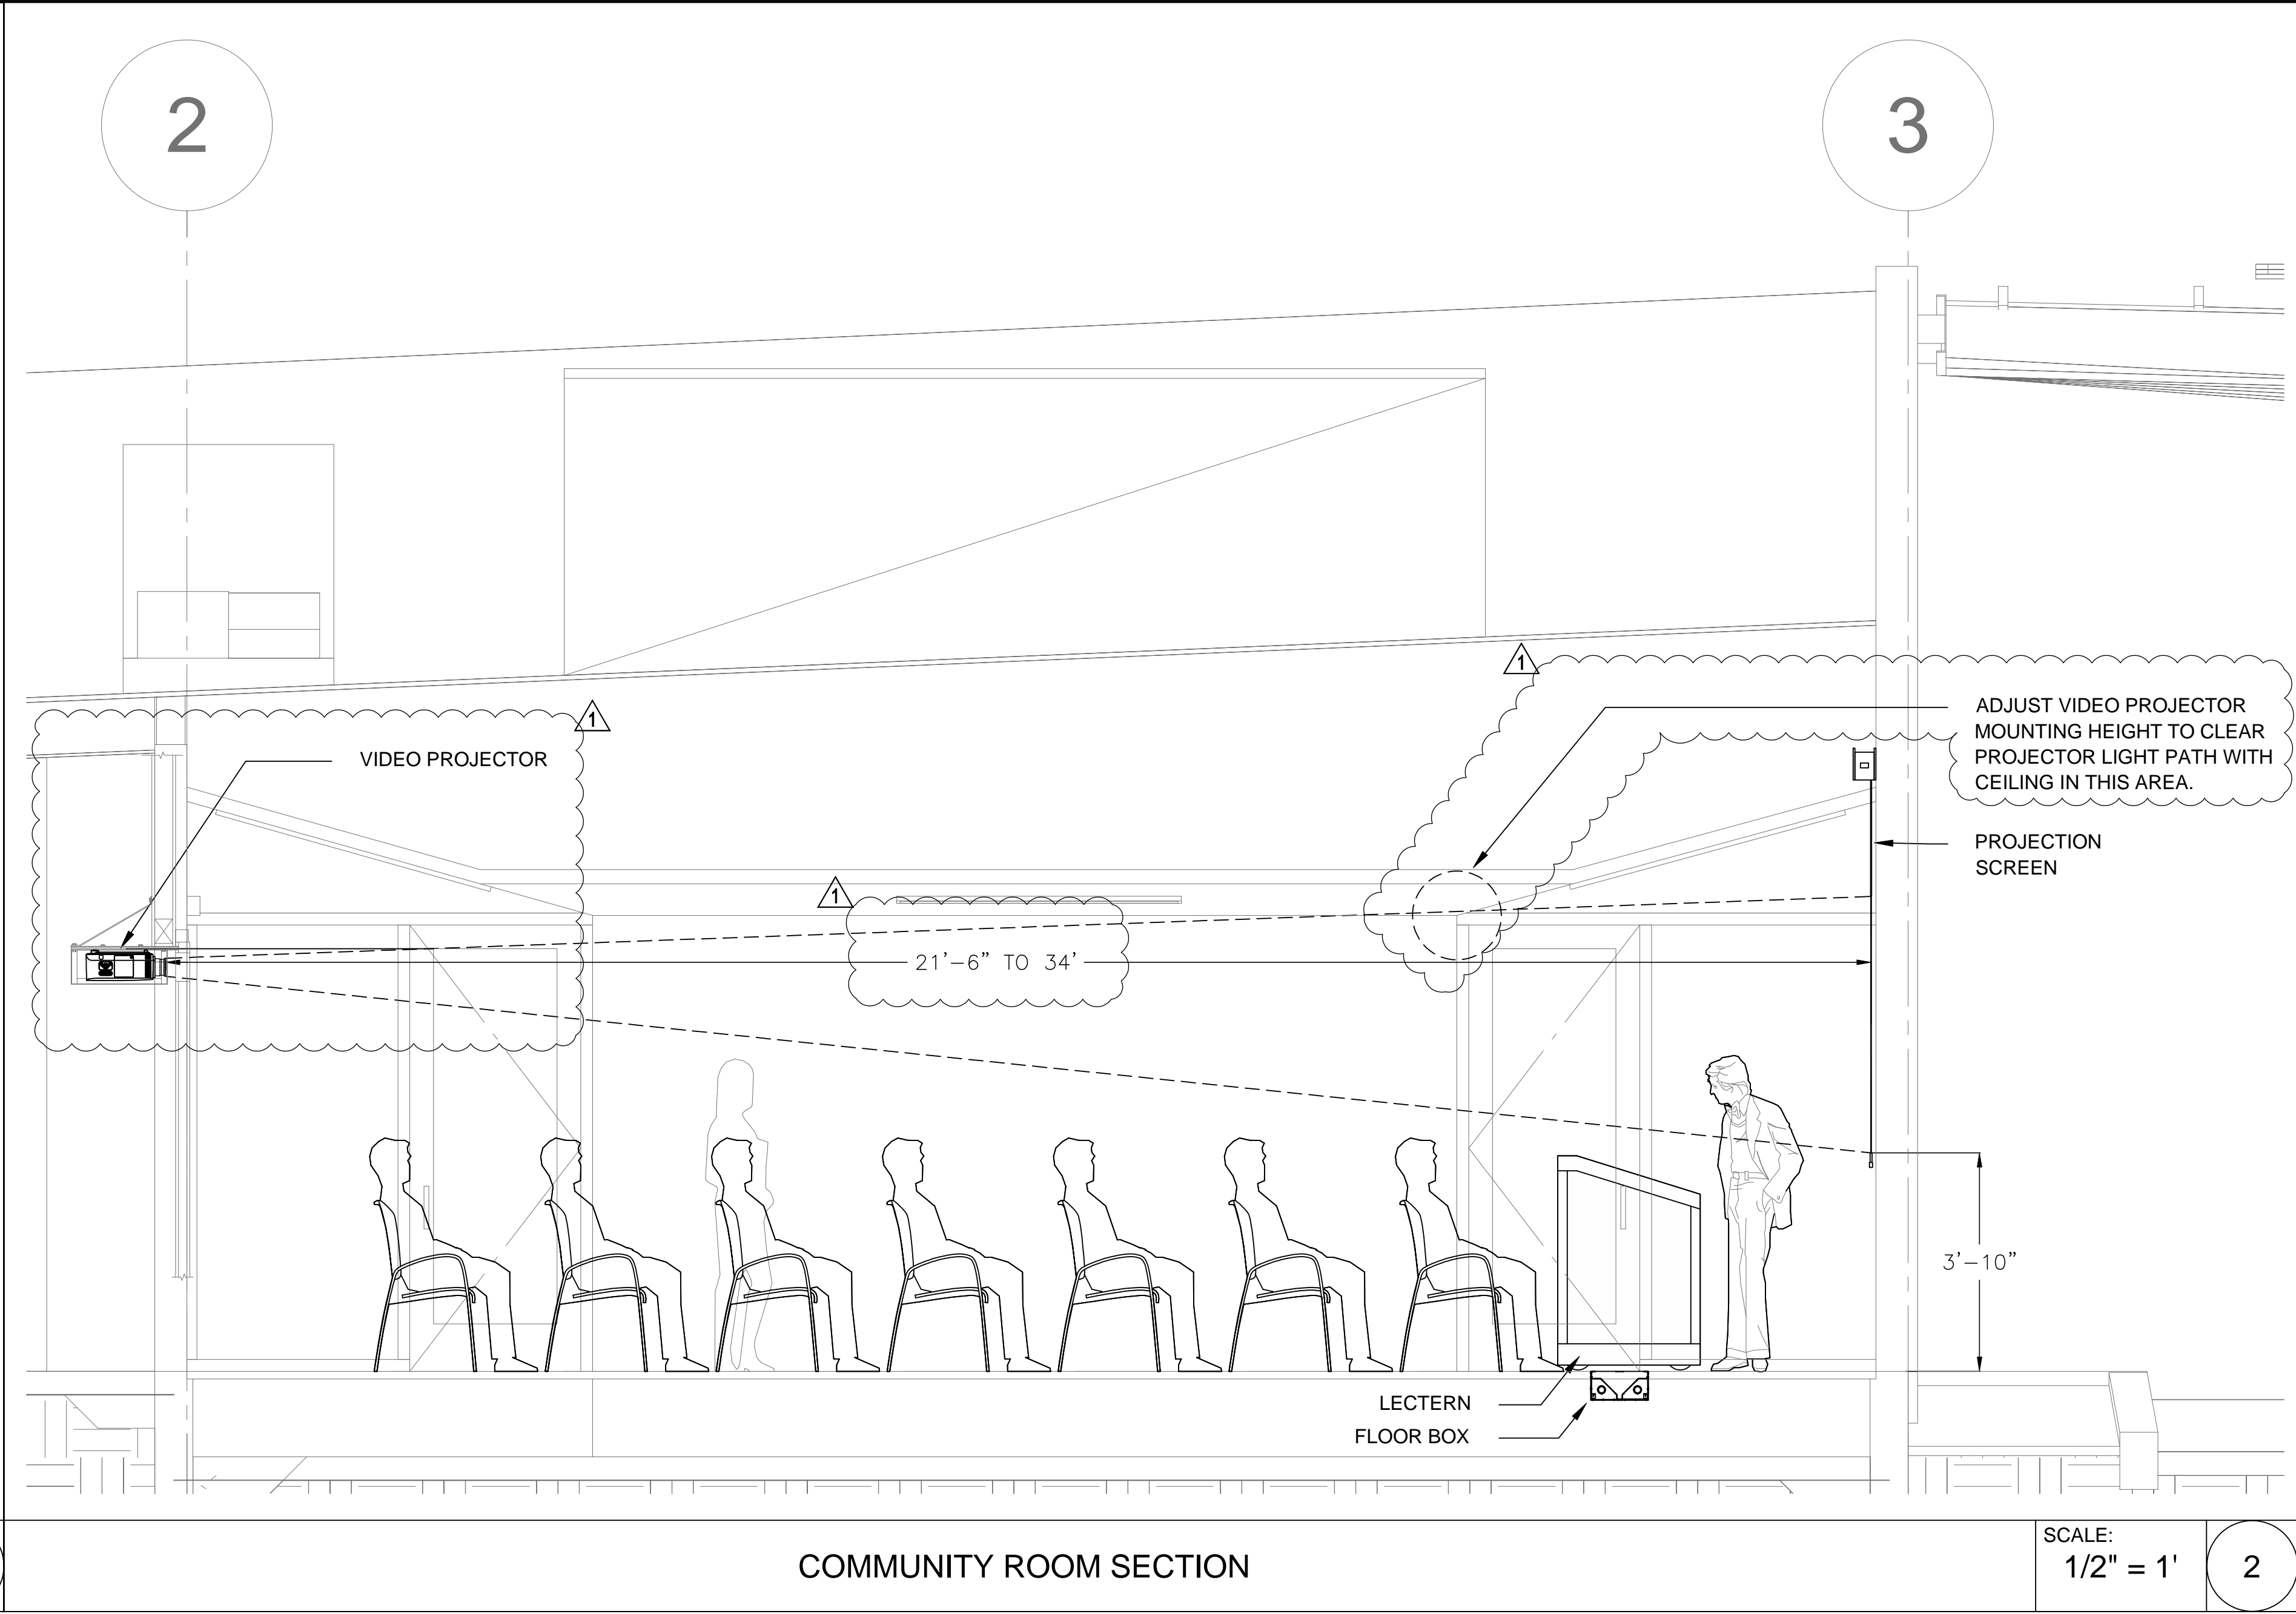 2
3
1
1
ADJUST VIDEO PROJECTOR
MOUNTING HEIGHT TO CLEAR
PROJECTOR LIGHT PATH WITH
CEILING IN THIS AREA.
VIDEO PROJECTOR
PROJECTION
SCREEN
1
21'-6" TO 34'
3'-10"
LECTERN
FLOOR BOX
COMMUNITY ROOM SECTION
SCALE:
1/2" = 1'
2